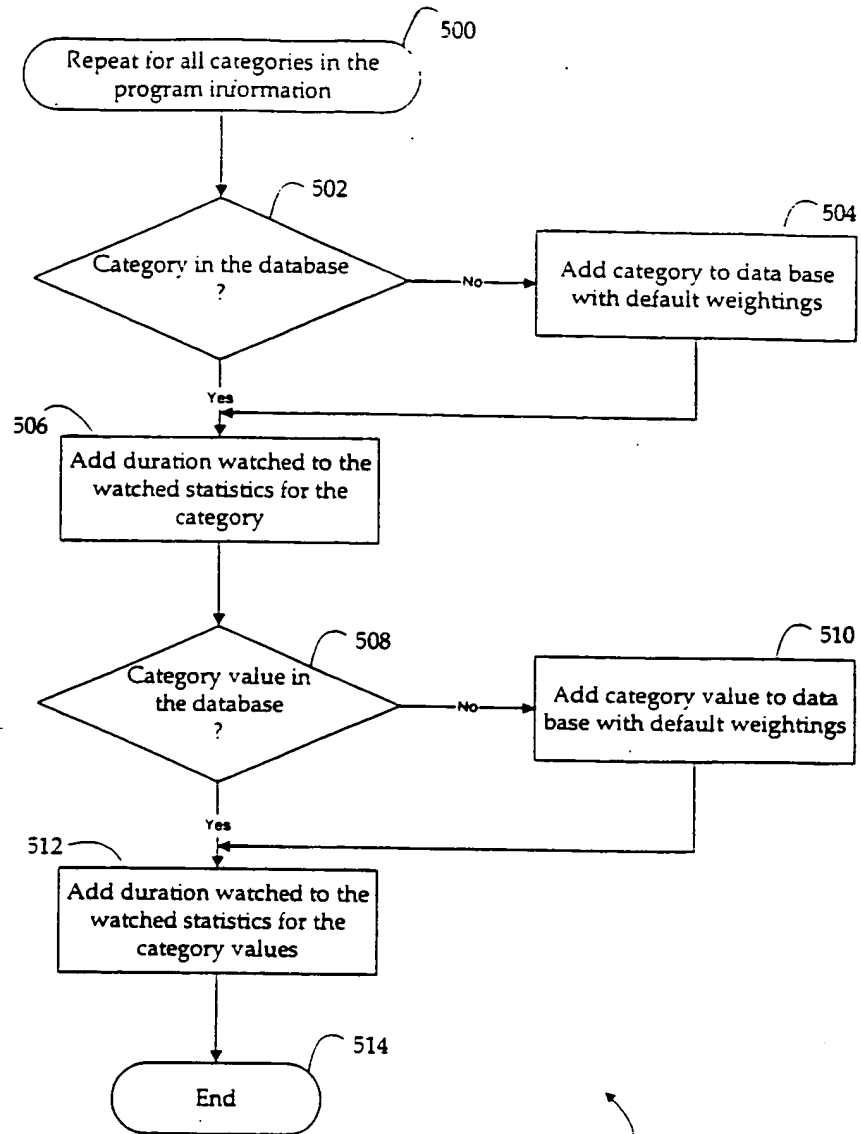 500
Repeat for all categories in the
program information
502
Category in the database
?
504
Add category to data base
with default weightings
No
Yes
506
Add duration watched to the
watched statistics for the
category
508
Category value in
the database
?
510
Add category value to data
base with default weightings
No
Yes
512
Add duration watched to the
watched statistics for the
category values
514
End